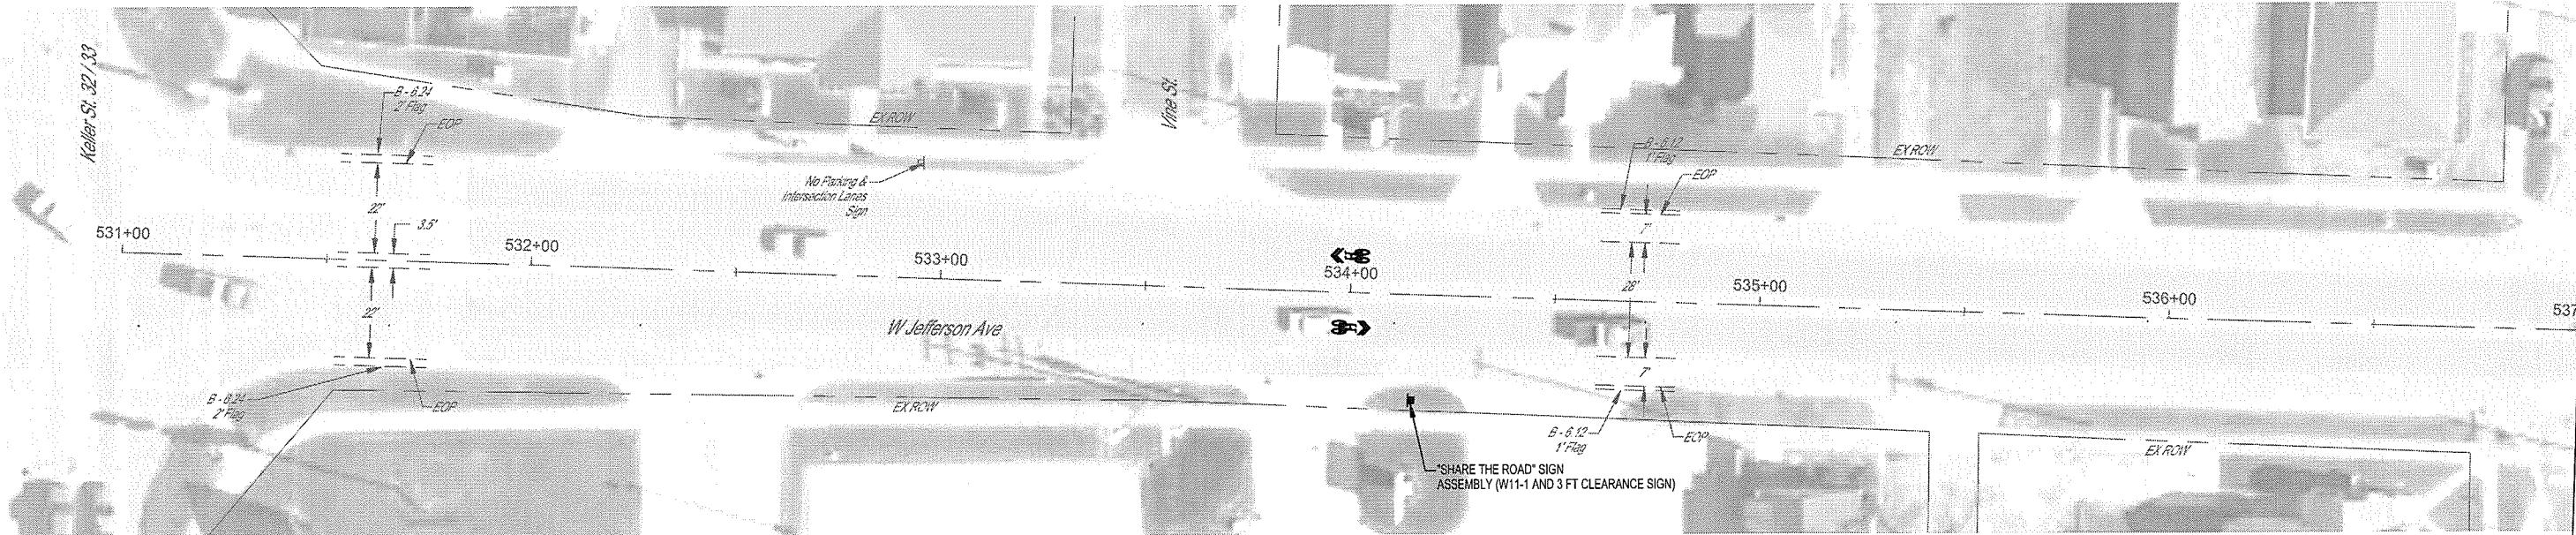 Keller St. 32 / 33
B - 6.24
2' Flag
EOP
22'
3.5'
22'
B - 6.24
2' Flag
EOP
EX ROW
No Parking &
Intersection Lanes
Sign
Vine St.
531+00
532+00
533+00
534+00
535+00
536+00
537
W Jefferson Ave
EX ROW
B - 6.12
1' Flag
EOP
EX ROW
7'
28'
7'
B - 6.12
1' Flag
EOP
"SHARE THE ROAD" SIGN
ASSEMBLY (W11-1 AND 3 FT CLEARANCE SIGN)
EX ROW